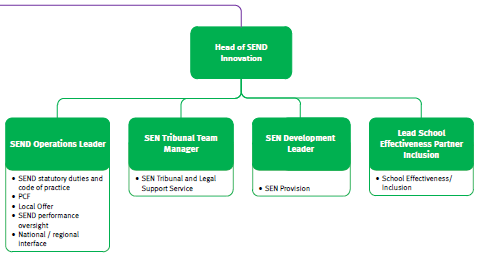 Head of SEND
Innovation
SEND Operations Leader
• SEND statutory duties and
code of practice
• PCF
• Local Offer
• SEND performance
oversight
• National / regional
interface
SEN Tribunal Team
Manager
• SEN Tribunal and Legal
Support Service
SEN Development
Leader
• SEN Provision
Lead School
Effectiveness Partner
Inclusion
• School Effectiveness/
Inclusion